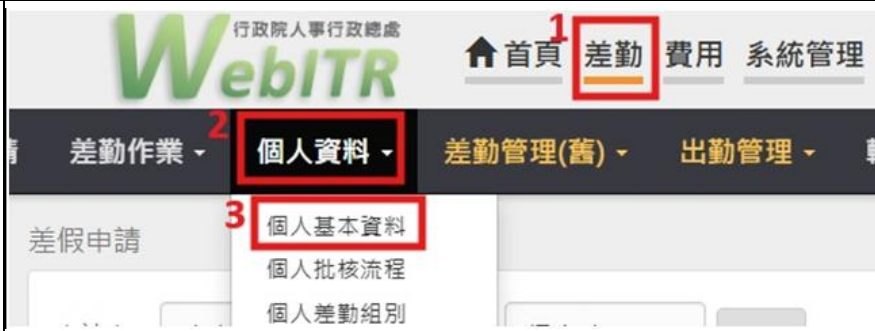 行政院人事行政總處
WebITR
1
首頁 差勤 費用 系統管理
2
差勤作業 個人資料 差勤管理(舊) 出勤管理
3
個人基本資料
差假申請
個人批核流程
個人差勤組別